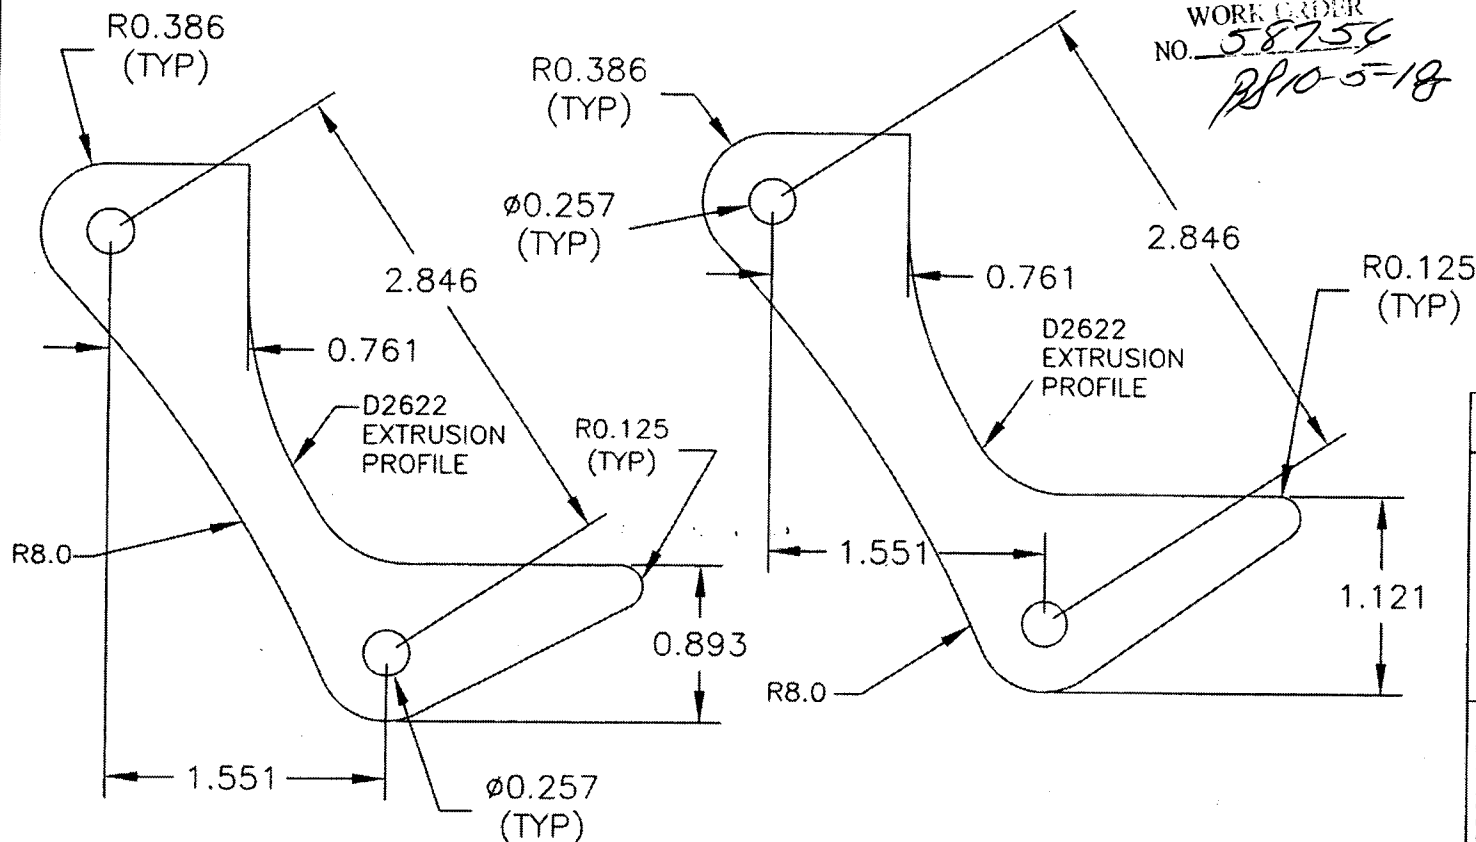 WORK ORDER
NO. 58756
10-5-18
R0.386
(TYP)
R0.386
(TYP)
ø0.257
(TYP)
2.846
2.846
0.761
0.761
R0.125
(TYP)
D2622
EXTRUSION
PROFILE
D2622
EXTRUSION
PROFILE
R0.125
(TYP)
R8.0
1.551
1.121
0.893
R8.0
1.551
ø0.257
(TYP)